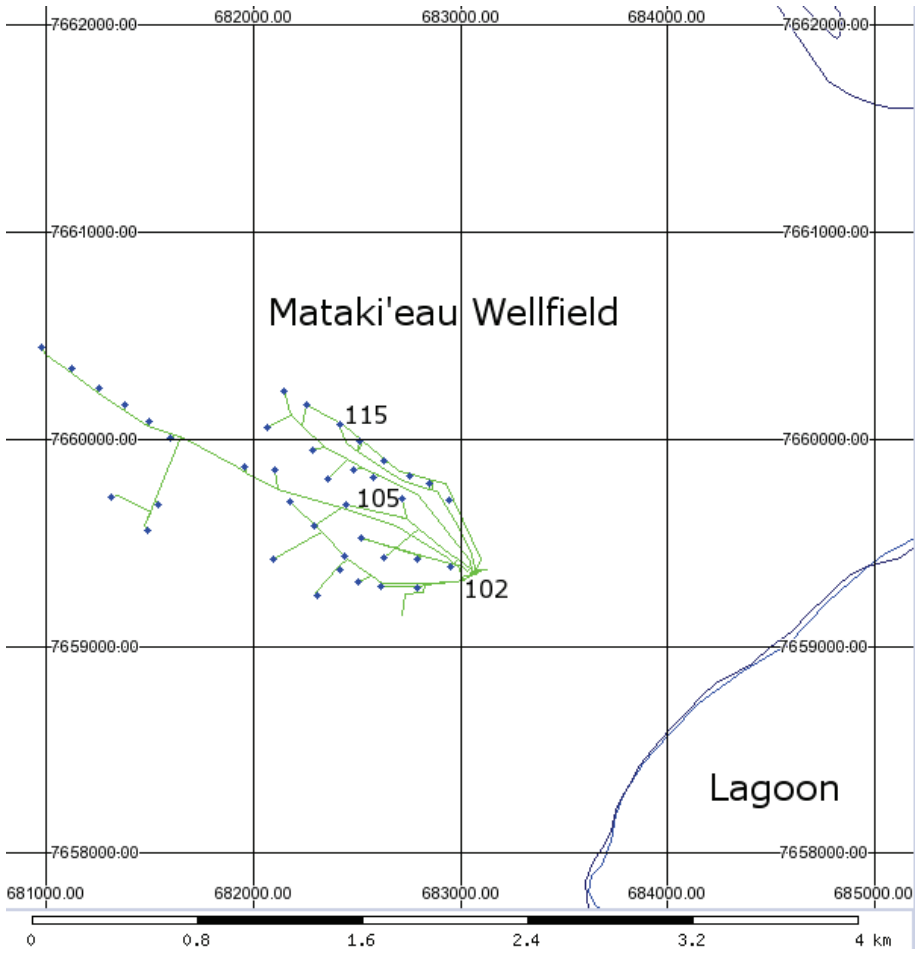 682000.00 683000.00 684000.00
7662000.00 7662000.00
7661000.00 7661000.00
Mataki'eau Wellfield
115
7660000.00 7660000.00
105
102
7659000.00 7659000.00
Lagoon
7658000.00 7658000.00
681000.00 682000.00 683000.00 684000.00 685000.00
0 0.8 1.6 2.4 3.2 4 km